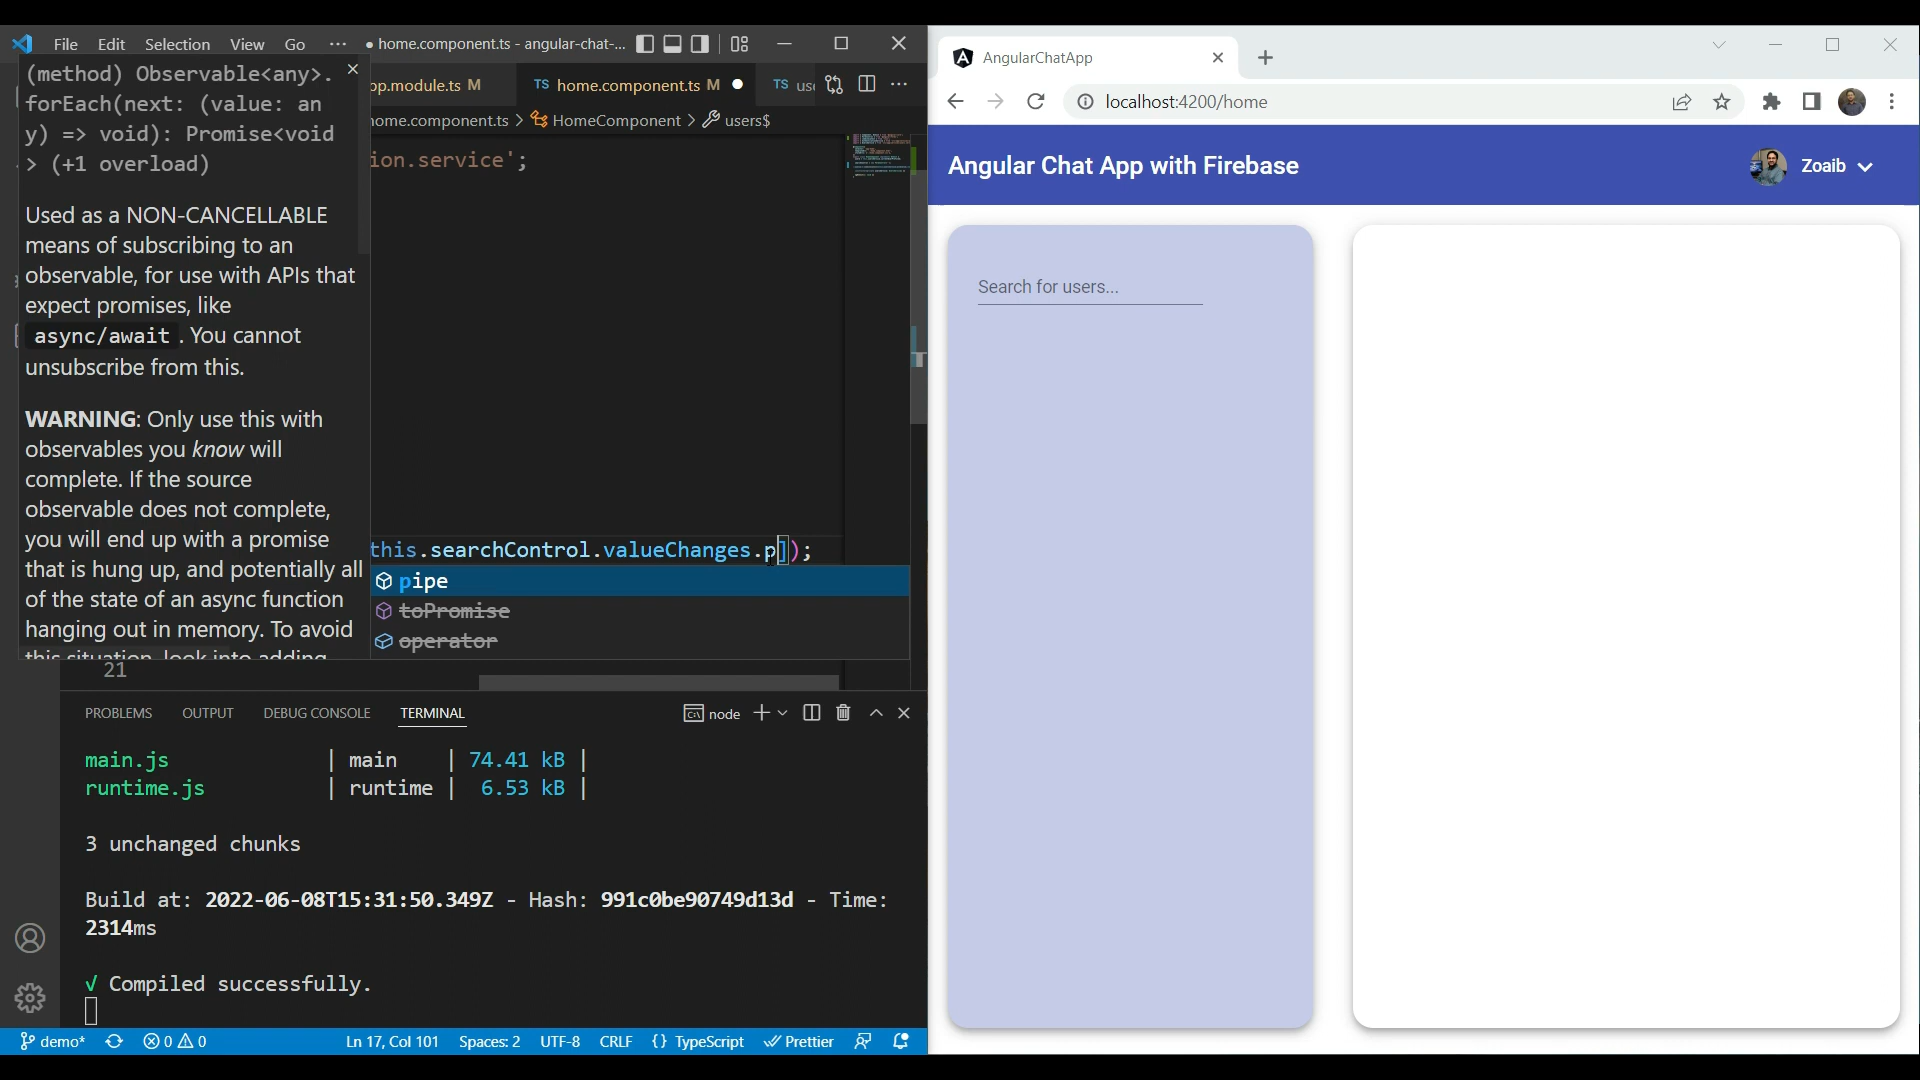 File Edit Selection View Go ··· ● home.component.ts - angular-chat-...
(method) Observable<any>.
forEach(next: (value: an
y) => void): Promise<void
> (+1 overload)
Used as a NON-CANCELLABLE
means of subscribing to an
observable, for use with APIs that
expect promises, like
async/await . You cannot
unsubscribe from this.
WARNING: Only use this with
observables you know will
complete. If the source
observable does not complete,
you will end up with a promise
that is hung up, and potentially all
of the state of an async function
hanging out in memory. To avoid
this situation, look into adding
pp.module.ts M TS home.component.ts M ● TS use
home.component.ts > HomeComponent > users$
ion.service';
this.searchControl.valueChanges.p]);
pipe
toPromise
operator
21
PROBLEMS OUTPUT DEBUG CONSOLE TERMINAL node
main.js | main | 74.41 kB |
runtime.js | runtime | 6.53 kB |
3 unchanged chunks
Build at: 2022-06-08T15:31:50.349Z - Hash: 991c0be90749d13d - Time:
2314ms
√ Compiled successfully.
demo* 0 0 Ln 17, Col 101 Spaces: 2 UTF-8 CRLF {} TypeScript Prettier
AngularChatApp
localhost:4200/home
Angular Chat App with Firebase Zoaib
Search for users...